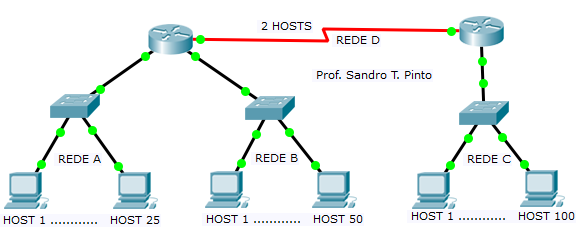 2 HOSTS
REDE D
Prof. Sandro T. Pinto
REDE A
REDE B
REDE C
HOST 1 ............ HOST 25
HOST 1 ............ HOST 50
HOST 1 ............ HOST 100